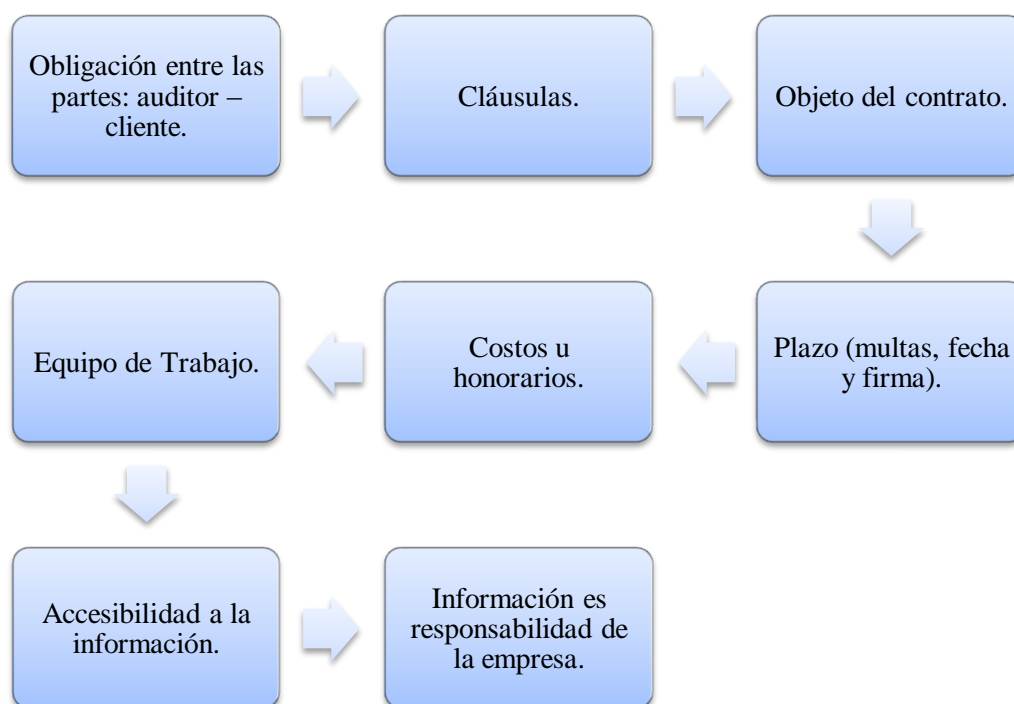 Obligación entre las
partes: auditor –
cliente.
Cláusulas.
Objeto del contrato.
Plazo (multas, fecha
y firma).
Costos u
honorarios.
Equipo de Trabajo.
Accesibilidad a la
información.
Información es
responsabilidad de
la empresa.